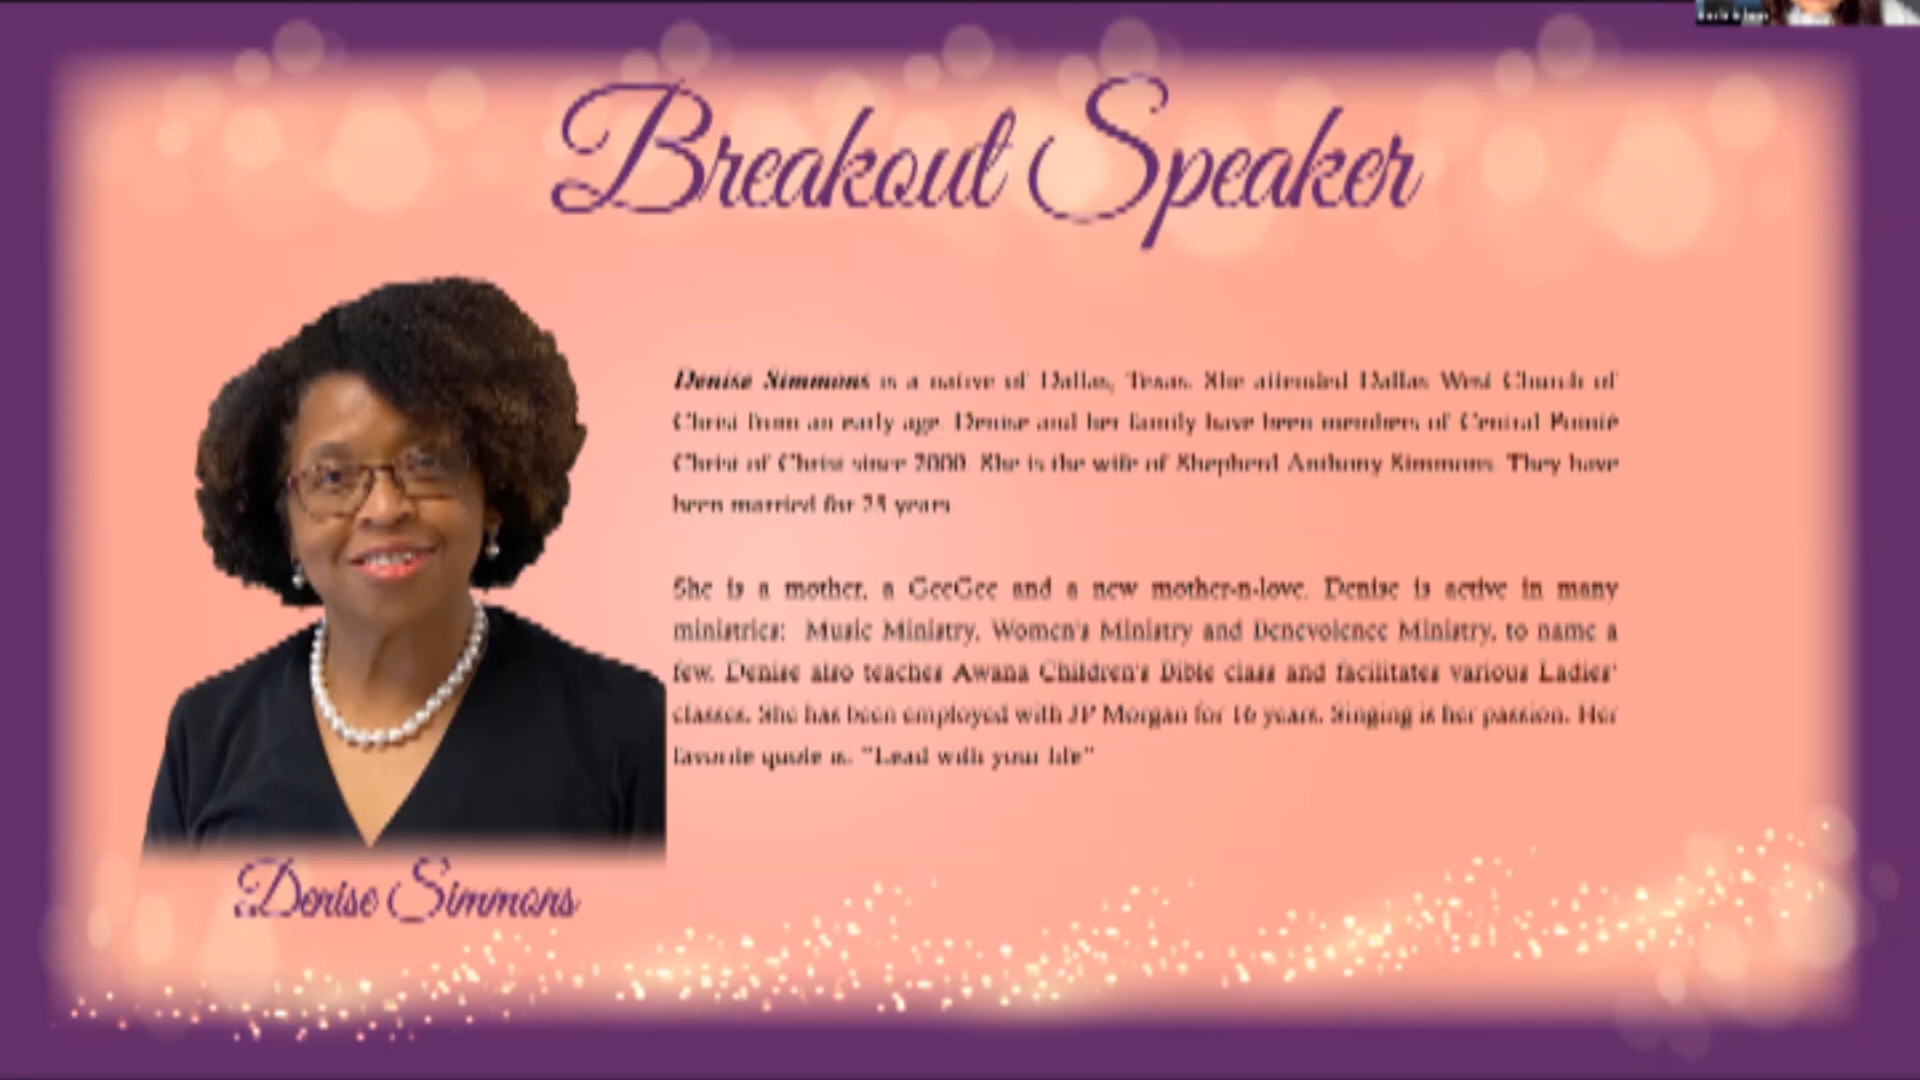 Breakout Speaker
Denise Simmons is a native of Dallas, Texas. She attended Dallas West Church of
Christ from an early age. Denise and her family have been members of Central Pointe
Christ of Christ since 2000. She is the wife of Shepherd Anthony Simmons. They have
been married for years
She is a mother, a GeeGee and a new mother-n-love. Denise is active in many
ministries: Music Ministry, Women's Ministry and Benevolence Ministry, to name a
few. Denise also teaches Awana Children's Bible class and facilitates various Ladies'
classes. She has been employed with JP Morgan for 16 years. Singing is her passion. Her
favorite quote is. "Lead with your life"
Denise Simmons